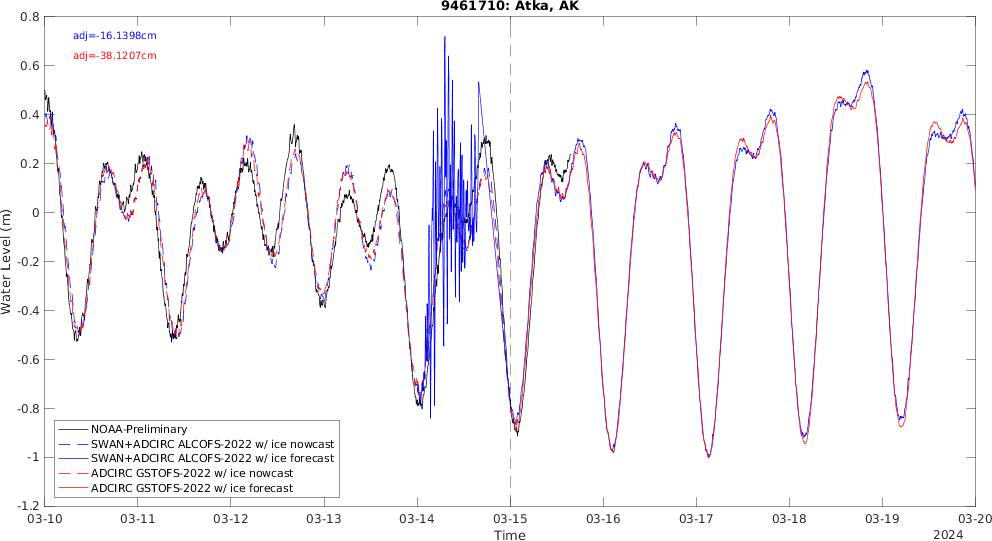 9461710: Atka, AK
adj=-16.1398cm
adj=-38.1207cm
Water Level (m)
0.8
0.6
0.4
0.2
0
-0.2
-0.4
-0.6
-0.8
-1
-1.2
NOAA-Preliminary
SWAN+ADCIRC ALCOFS-2022 w/ ice nowcast
SWAN+ADCIRC ALCOFS-2022 w/ ice forecast
ADCIRC GSTOFS-2022 w/ ice nowcast
ADCIRC GSTOFS-2022 w/ ice forecast
03-10 03-11 03-12 03-13 03-14 03-15 03-16 03-17 03-18 03-19 03-20
Time
2024